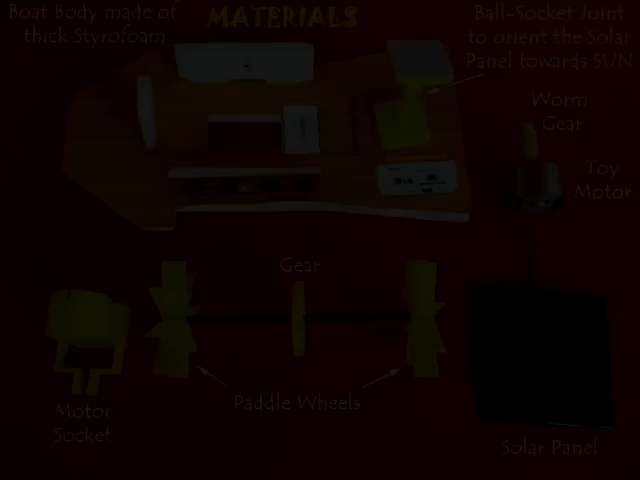 MATERIALS
Boat Body made of
thick Styrofoam
Ball-Socket Joint
to orient the Solar
Panel towards SUN
Worm
Gear
Toy
Motor
Gear
Paddle Wheels
Motor
Socket
Solar Panel